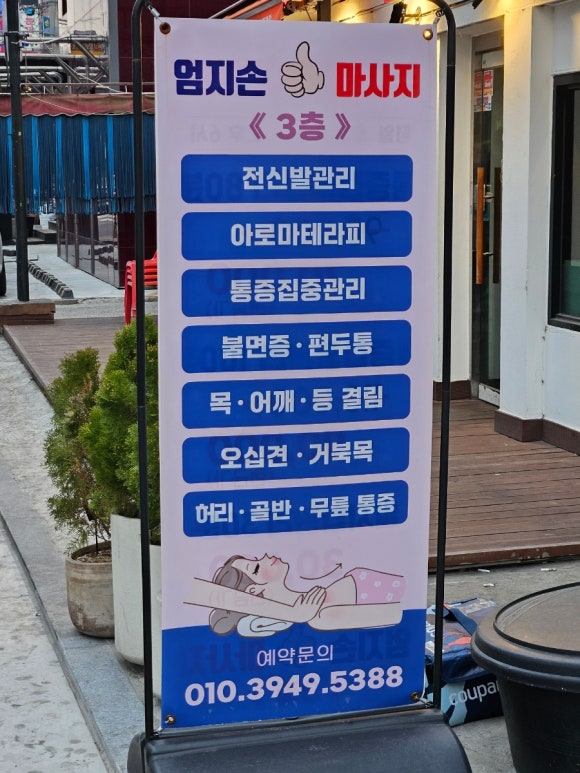 엄지손 마사지
《 3층 》
전신발관리
아로마테라피
통증집중관리
불면증·편두통
목·어깨·등 결림
오십견·거북목
허리·골반·무릎 통증
예약문의
010.3949.5388
coupa